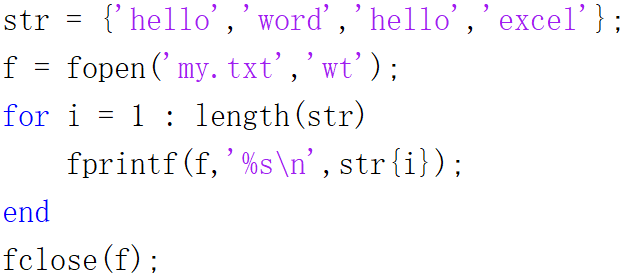 str = {'hello','word','hello','excel'};
f = fopen('my.txt','wt');
for i = 1 : length(str)
    fprintf(f,'%s\n',str{i});
end
fclose(f);